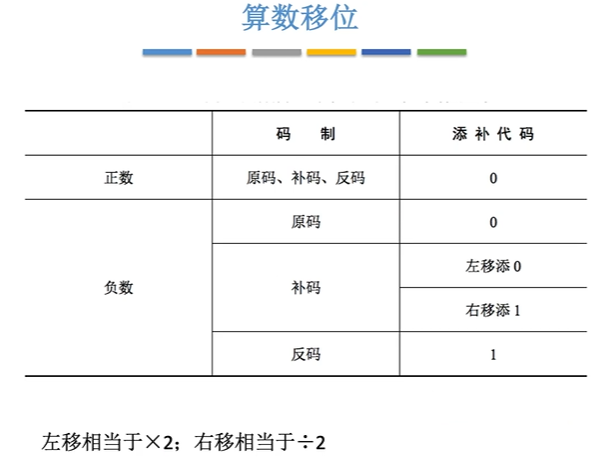 算数移位
码 制 添 补 代 码
正数 原码、补码、反码 0
原码 0
左移添 0
负数 补码
右移添 1
反码 1
左移相当于×2；右移相当于÷2